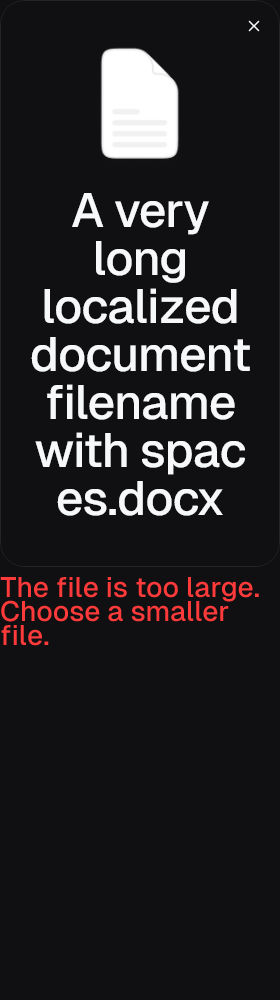 A very
long
localized
document
filename
with spac
es.docx
The file is too large.
Choose a smaller
file.